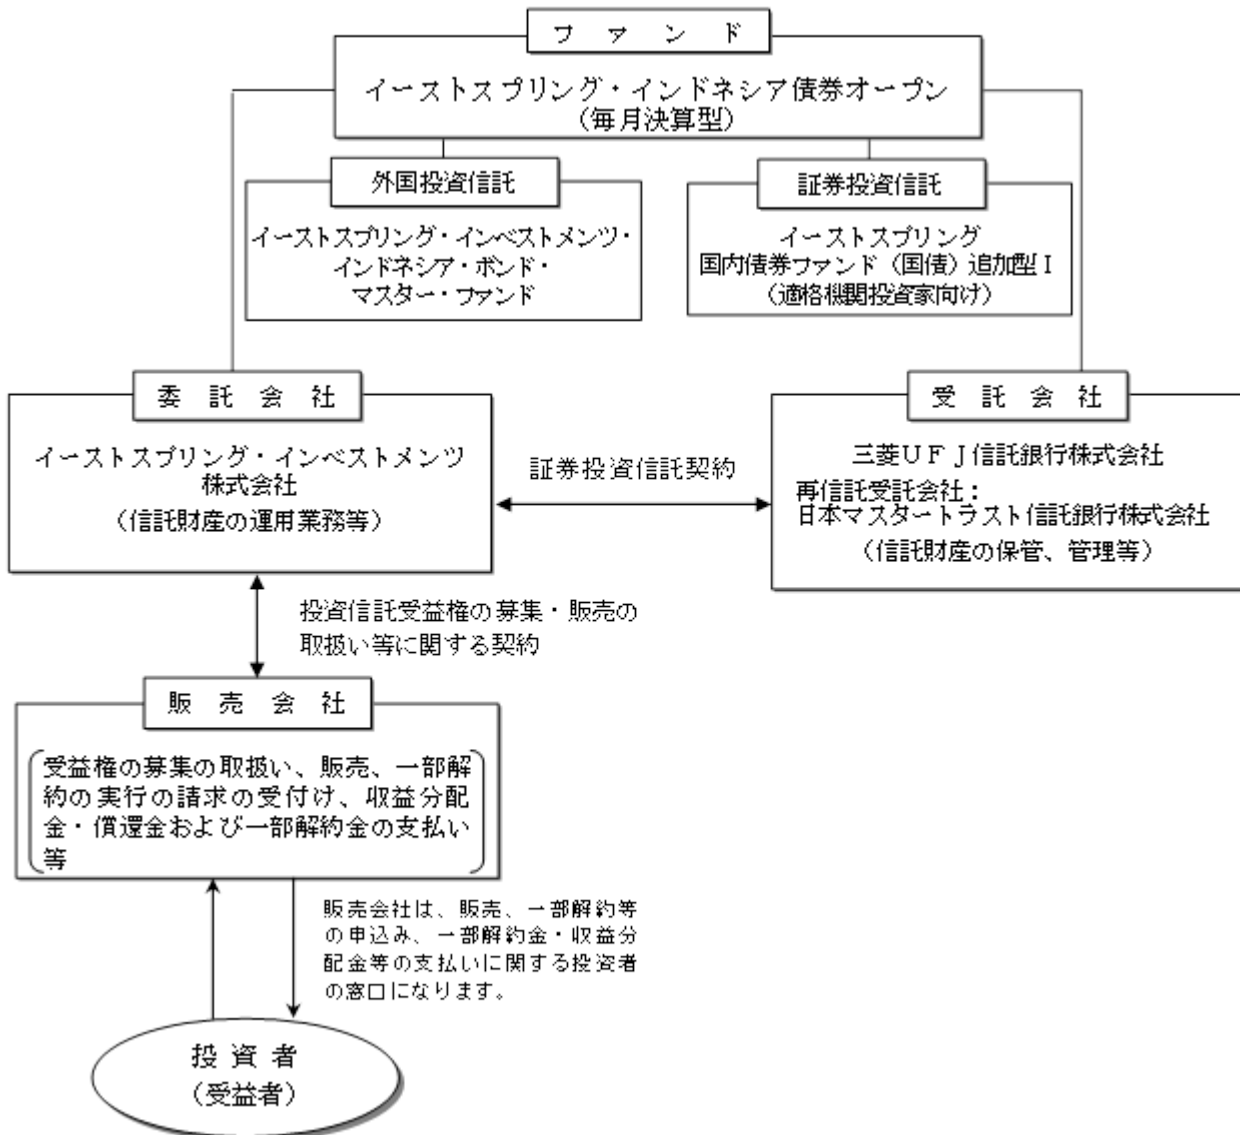 ファンド
イーストスプリング・インドネシア債券オープン
（毎月決算型）
外国投資信託
イーストスプリング・インベストメンツ・
インドネシア・ボンド・
マスター・ファンド
証券投資信託
イーストスプリング
国内債券ファンド（国債）追加型Ⅰ
（適格機関投資家向け）
委託会社
イーストスプリング・インベストメンツ
株式会社
（信託財産の運用業務等）
証券投資信託契約
受託会社
三菱ＵＦＪ信託銀行株式会社
再信託受託会社：
日本マスタートラスト信託銀行株式会社
（信託財産の保管、管理等）
投資信託受益権の募集・販売の
取扱い等に関する契約
販売会社
受益権の募集の取扱い、販売、一部解
約の実行の請求の受付け、収益分配
金・償還金および一部解約金の支払い
等
販売会社は、販売、一部解約等
の申込み、一部解約金・収益分
配金等の支払いに関する投資者
の窓口になります。
投資者
（受益者）